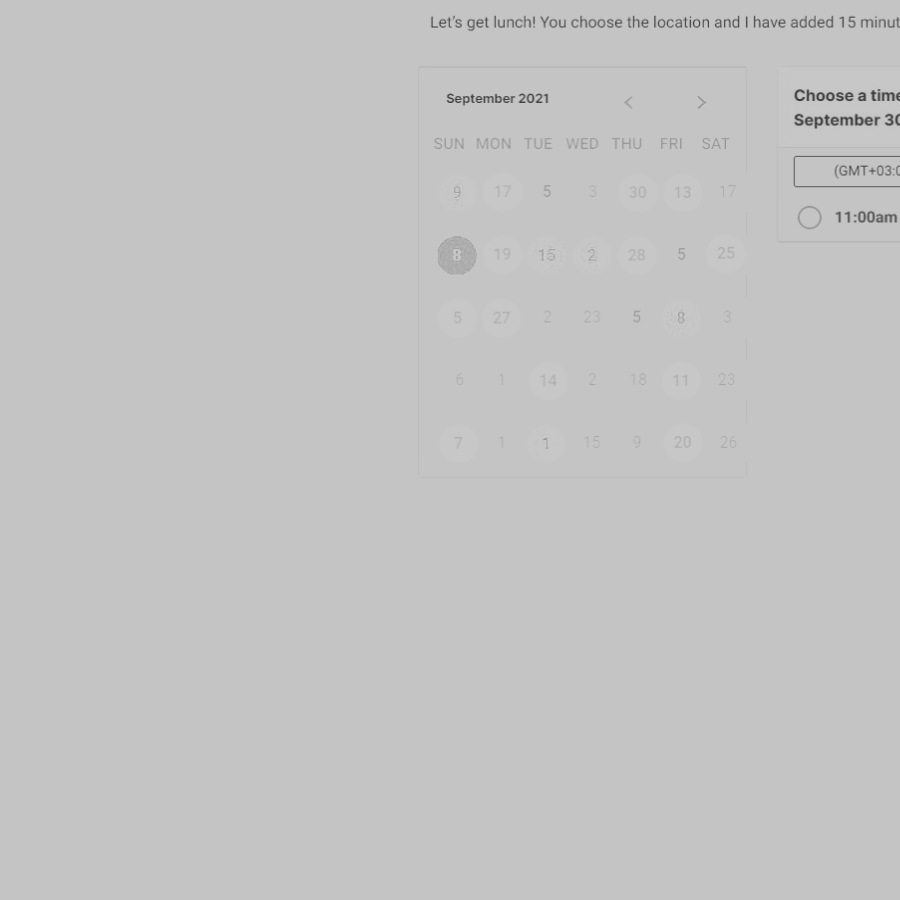 Let's get lunch! You choose the location and I have added 15 minut
September 2021
SUN MON TUE WED THU FRI SAT
9 17 5 3 30 13 17
8 19 15 2 28 5 25
5 27 2 23 5 8 3
6 1 14 2 18 11 23
7 1 1 15 9 20 26
Choose a time
September 30
(GMT+03:0
11:00am